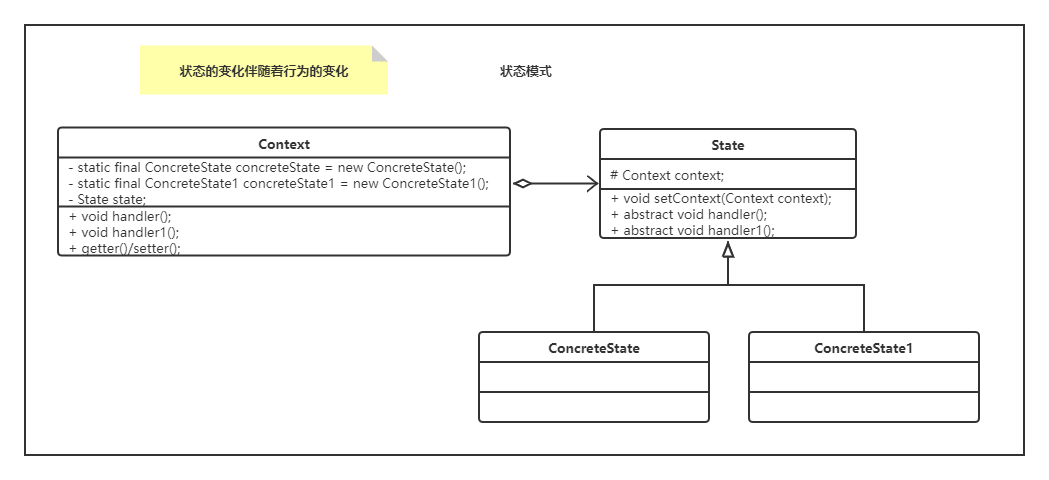 状态的变化伴随着行为的变化
状态模式
Context
- static final ConcreteState concreteState = new ConcreteState();
- static final ConcreteState1 concreteState1 = new ConcreteState1();
- State state;
+ void handler();
+ void handler1();
+ getter()/setter();
State
# Context context;
+ void setContext(Context context);
+ abstract void handler();
+ abstract void handler1();
ConcreteState
ConcreteState1